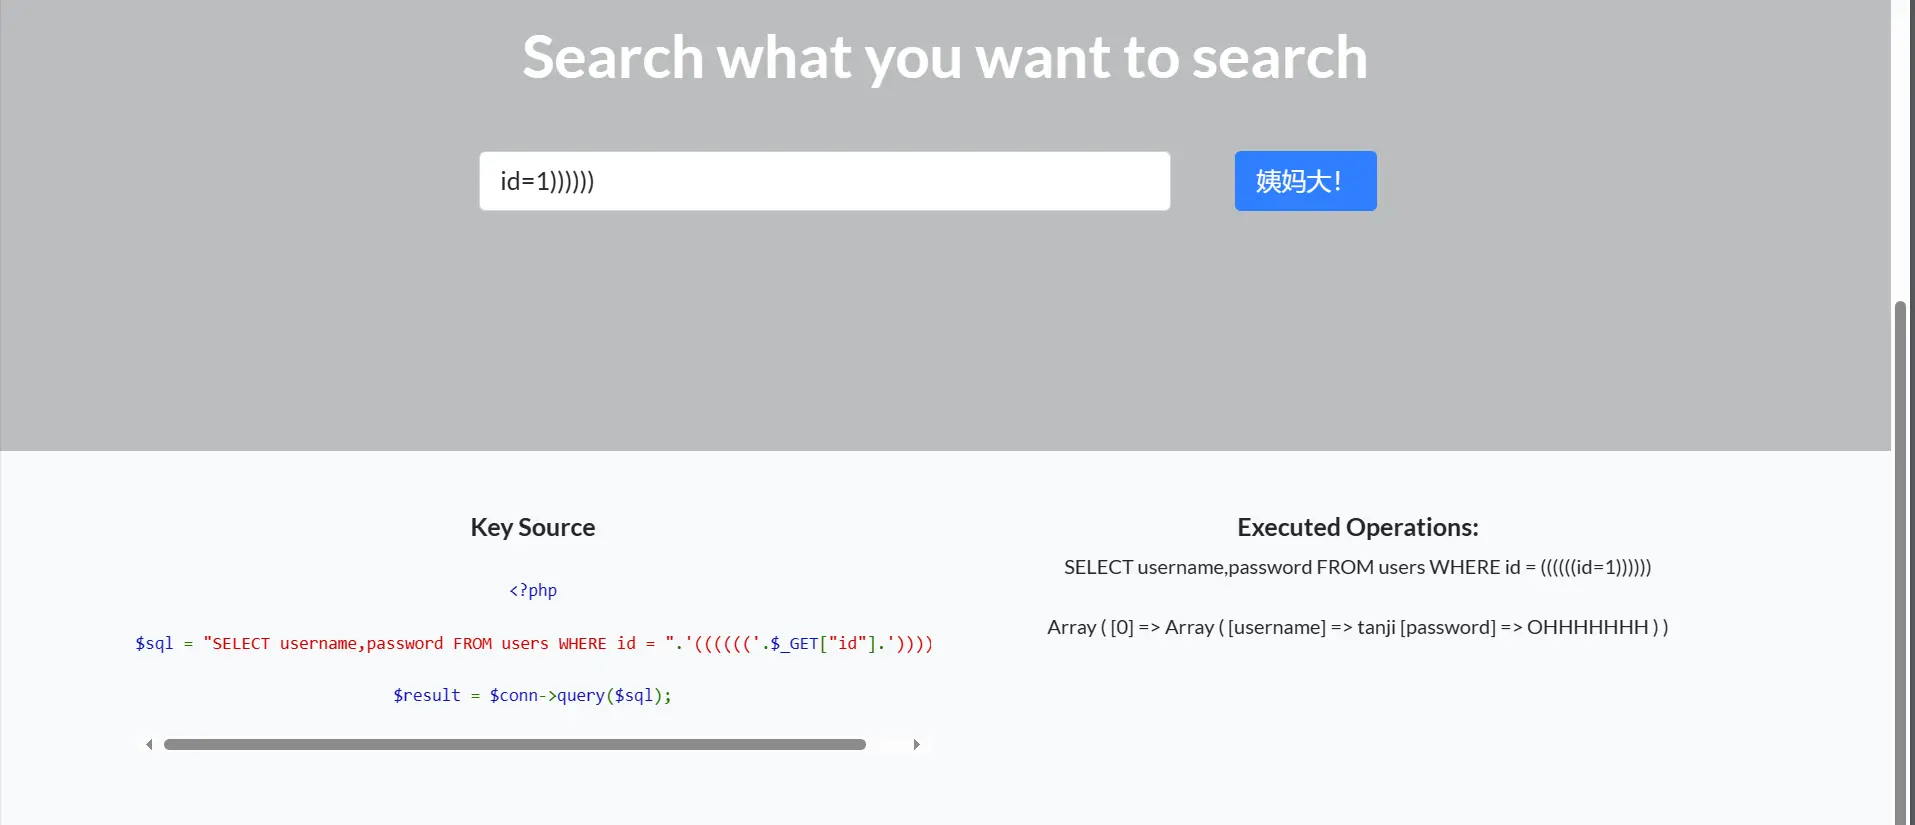 Search what you want to search
id=1))))))
姨妈大！
Key Source
<?php
$sql = "SELECT username,password FROM users WHERE id = ".'(((((('.$_GET["id"].'))))
$result = $conn->query($sql);
Executed Operations:
SELECT username,password FROM users WHERE id = ((((((id=1))))))
Array ( [0] => Array ( [username] => tanji [password] => OHHHHHHH ) )